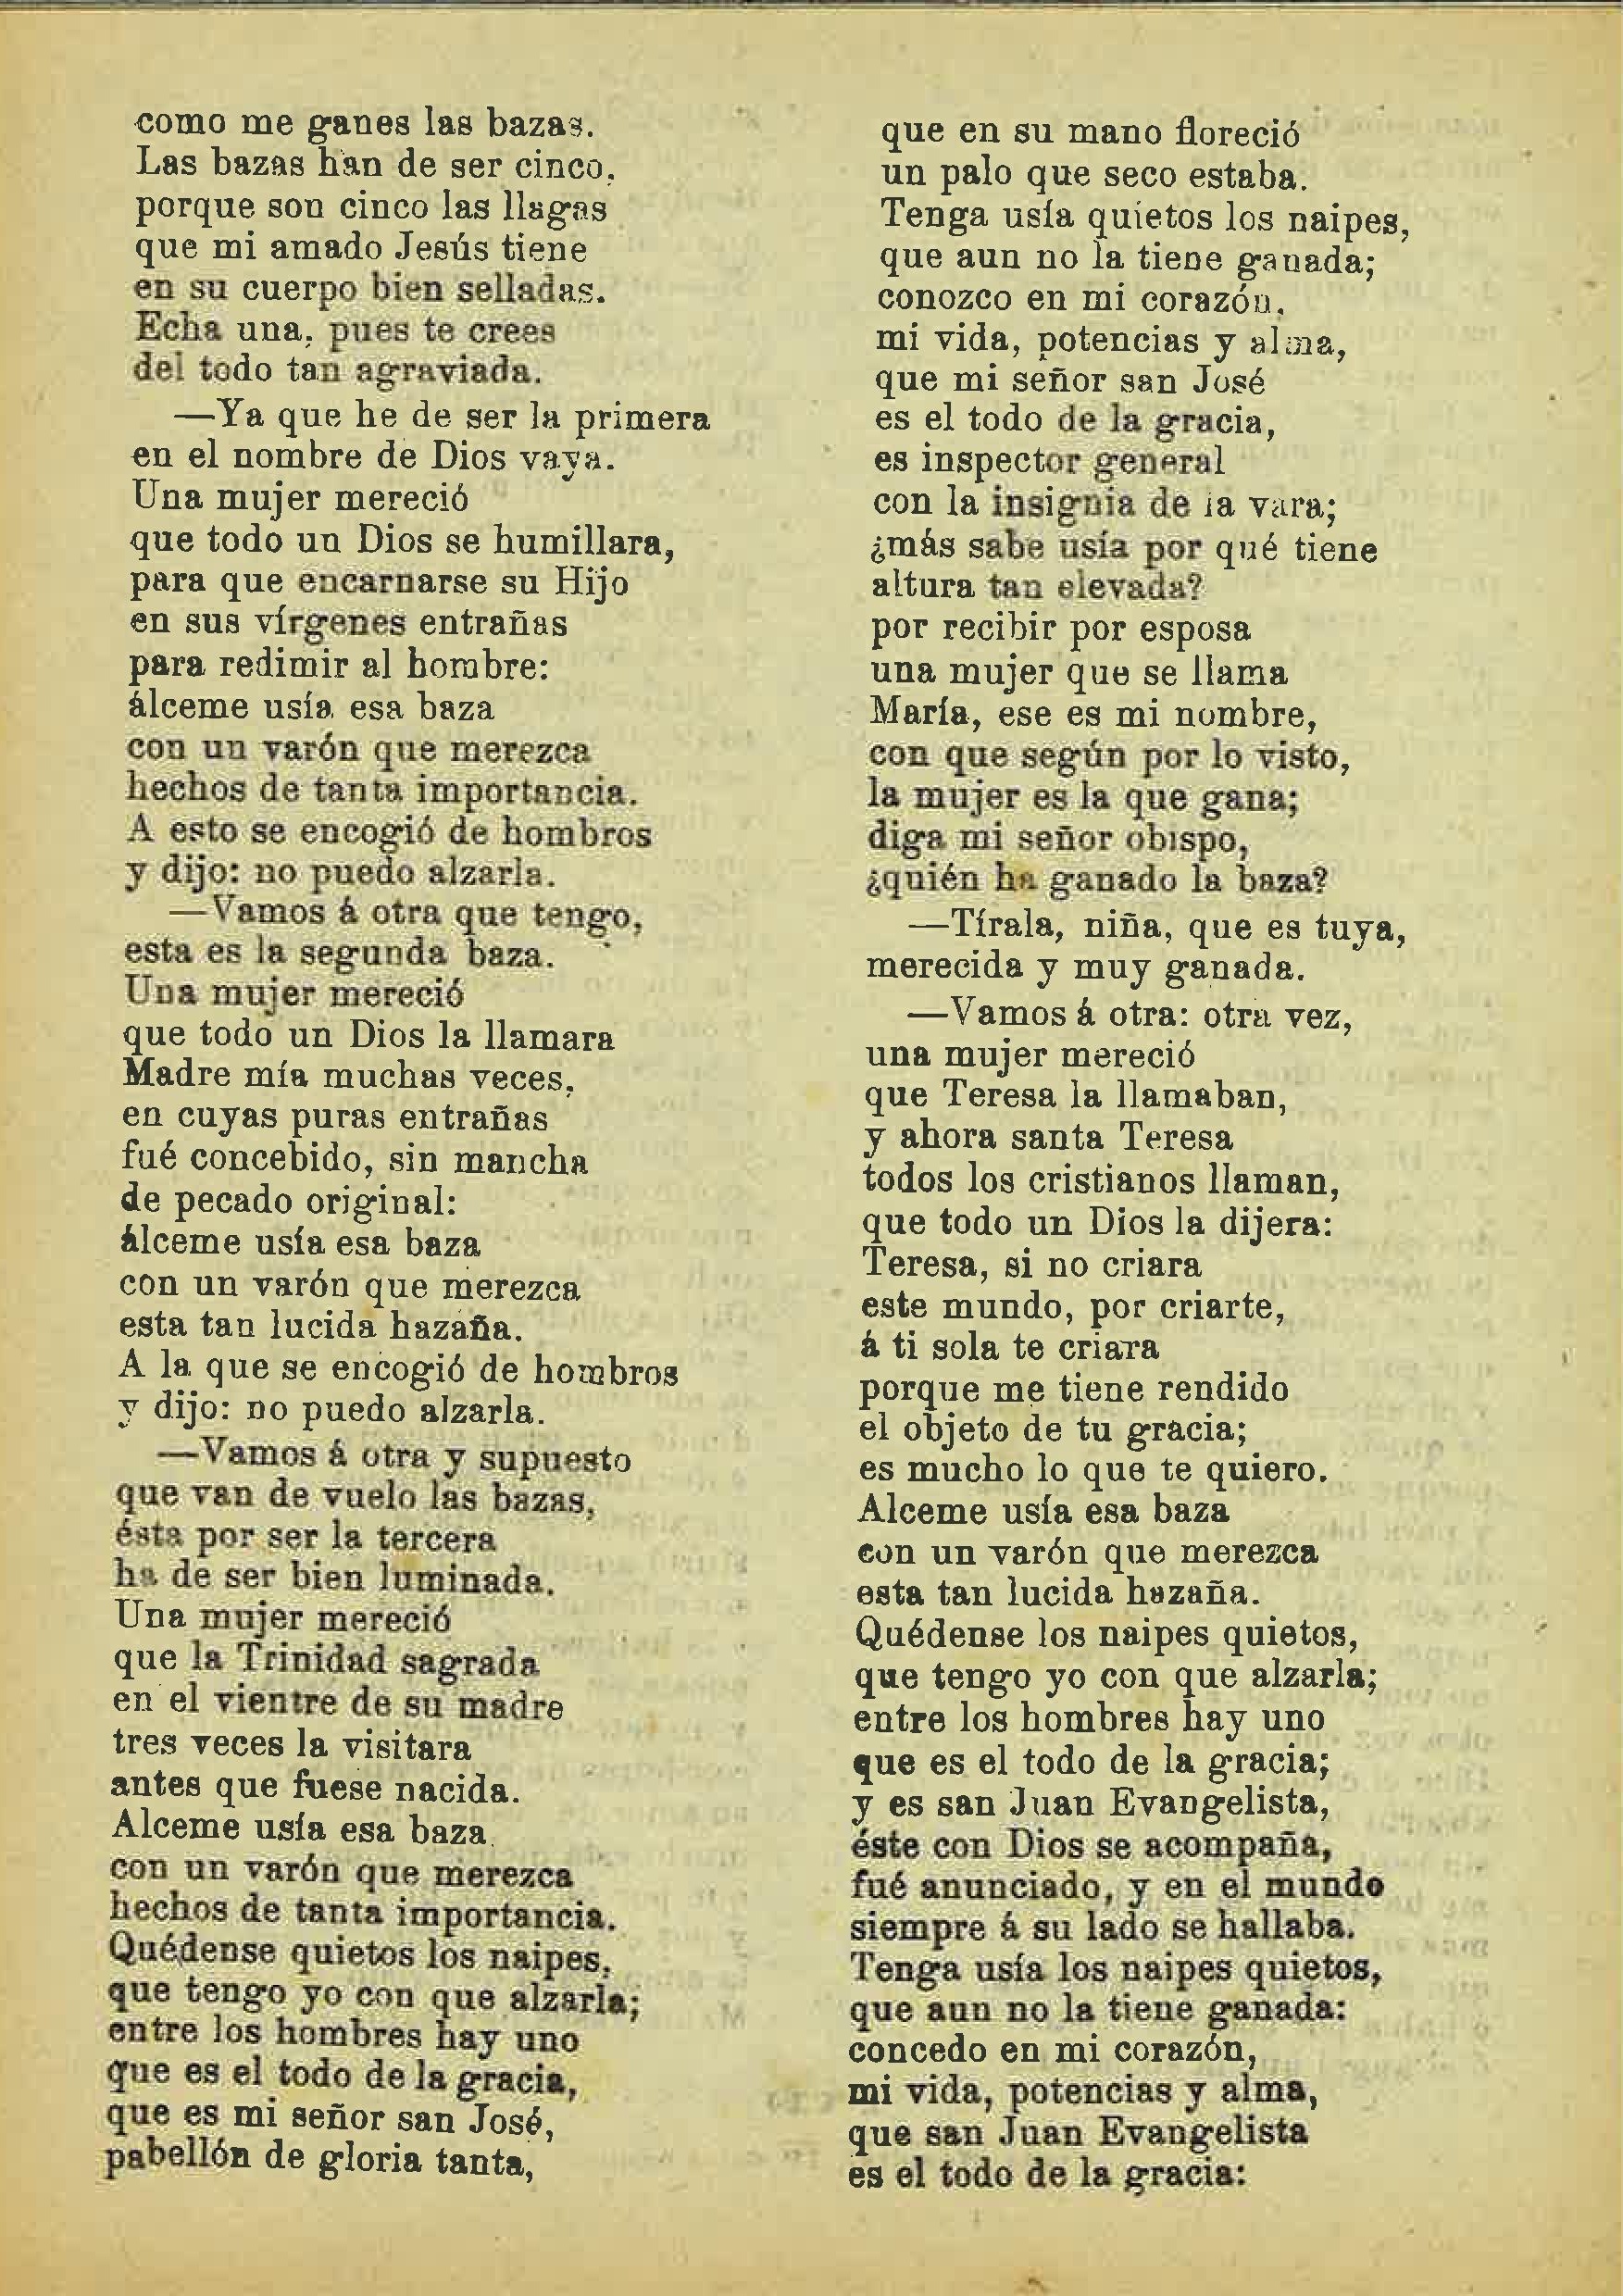 como me ganes las bazas.
Las bazas han de ser cinco,
porque son cinco las llagas
que mi amado Jesús tiene
en su cuerpo bien selladas.
Echa una, pues te crees
del todo tan agraviada.
—Ya que he de ser la primera
en el nombre de Dios vaya.
Una mujer mereció
que todo un Dios se humillara,
para que encarnarse su Hijo
en sus vírgenes entrañas
para redimir al hombre:
álceme usía esa baza
con un varón que merezca
hechos de tanta importancia.
A esto se encogió de hombros
y dijo: no puedo alzarla.
—Vamos á otra que tengo,
esta es la segunda baza.
Una mujer mereció
que todo un Dios la llamara
Madre mía muchas veces,
en cuyas puras entrañas
fué concebido, sin mancha
de pecado original:
álceme usía esa baza
con un varón que merezca
esta tan lucida hazaña.
A la que se encogió de hombros
y dijo: no puedo alzarla.
—Vamos á otra y supuesto
que van de vuelo las bazas,
ésta por ser la tercera
ha de ser bien luminada.
Una mujer mereció
que la Trinidad sagrada
en el vientre de su madre
tres veces la visitara
antes que fuese nacida.
Alceme usía esa baza
con un varón que merezca
hechos de tanta importancia.
Quédense quietos los naipes,
que tengo yo con que alzarla;
entre los hombres hay uno
que es el todo de la gracia,
que es mi señor san José,
pabellón de gloria tanta,
que en su mano floreció
un palo que seco estaba.
Tenga usía quietos los naipes,
que aun no la tiene ganada;
conozco en mi corazón,
mi vida, potencias y alma,
que mi señor san José
es el todo de la gracia,
es inspector general
con la insignia de la vara;
¿más sabe usía por qué tiene
altura tan elevada?
por recibir por esposa
una mujer que se llama
María, ese es mi nombre,
con que según por lo visto,
la mujer es la que gana;
diga mi señor obispo,
¿quién ha ganado la baza?
—Tírala, niña, que es tuya,
merecida y muy ganada.
—Vamos á otra: otra vez,
una mujer mereció
que Teresa la llamaban,
y ahora santa Teresa
todos los cristianos llaman,
que todo un Dios la dijera:
Teresa, si no criara
este mundo, por criarte,
á ti sola te criara
porque me tiene rendido
el objeto de tu gracia;
es mucho lo que te quiero.
Alceme usía esa baza
con un varón que merezca
esta tan lucida hazaña.
Quédense los naipes quietos,
que tengo yo con que alzarla;
entre los hombres hay uno
que es el todo de la gracia;
y es san Juan Evangelista,
éste con Dios se acompaña,
fué anunciado, y en el mundo
siempre á su lado se hallaba.
Tenga usía los naipes quietos,
que aun no la tiene ganada:
concedo en mi corazón,
mi vida, potencias y alma,
que san Juan Evangelista
es el todo de la gracia: